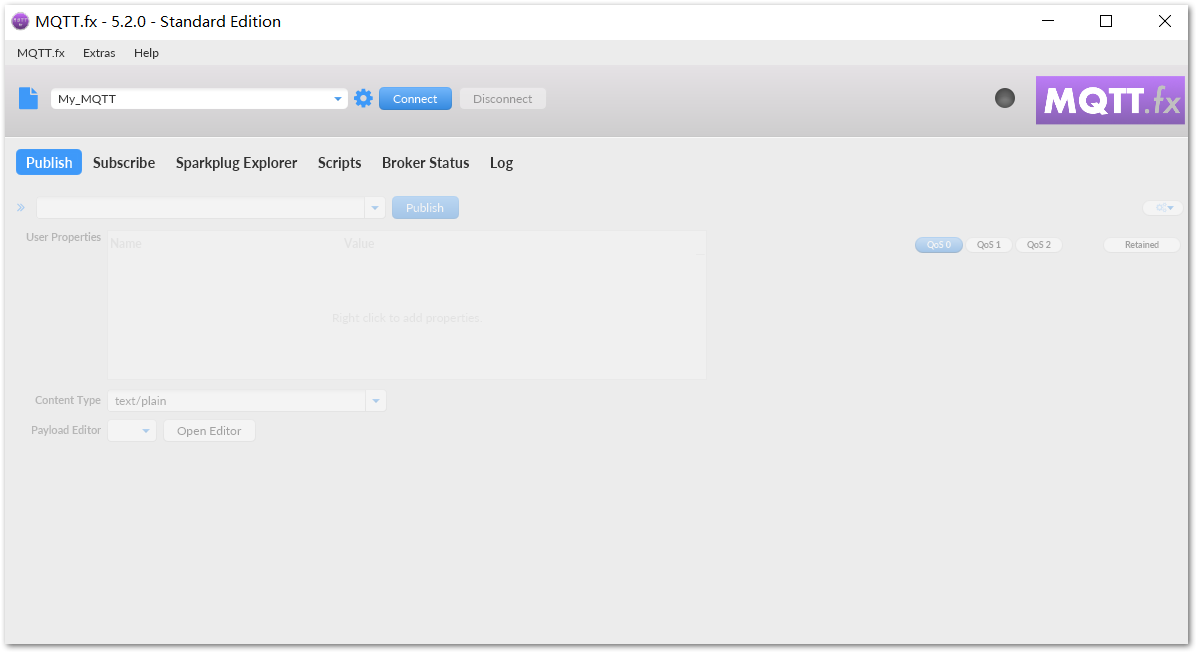 MQTT.fx - 5.2.0 - Standard Edition
MQTT.fx Extras Help
My_MQTT Connect Disconnect MQTT.fx
Publish Subscribe Sparkplug Explorer Scripts Broker Status Log
Publish
User Properties Name Value QoS 0 QoS 1 QoS 2 Retained
Right click to add properties
Content Type text/plain
Payload Editor Open Editor